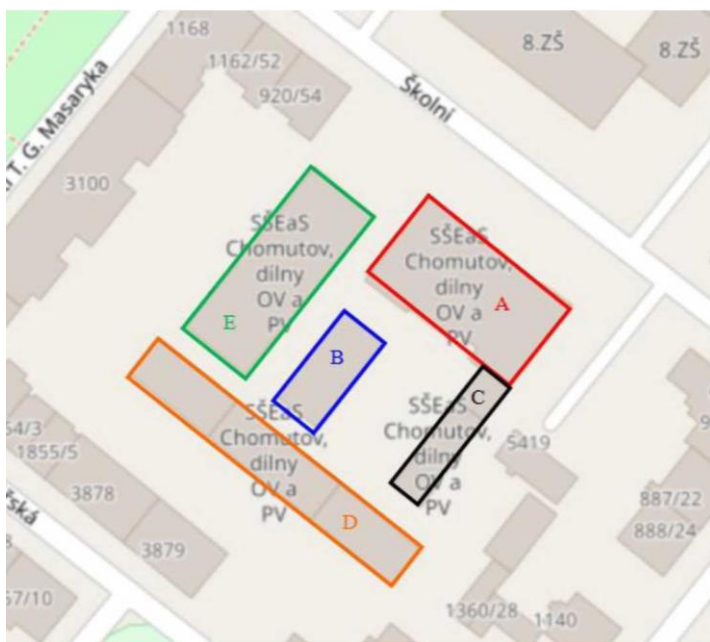 1168
1162/52
920/54
8.ZŠ
8.ZŠ
Školní
T. G. Masaryka
3100
SŠEaS
Chomutov,
dílny
OV a
PV
E
SŠEaS
Chomutov,
dílny
OV a
PV
A
B
C
SŠEaS
Chomutov,
dílny
OV a
PV
SŠEaS
Chomutov,
dílny
OV a
PV
D
5419
54/3
1855/5
3878
3879
887/22
888/24
1360/28
1140
57/10